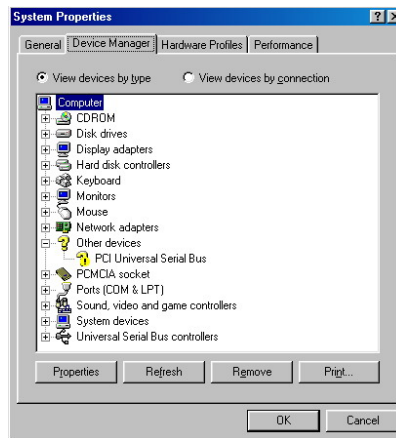 System Properties
General Device Manager Hardware Profiles Performance
View devices by type View devices by connection
Computer
CDROM
Disk drives
Display adapters
Hard disk controllers
Keyboard
Monitors
Mouse
Network adapters
Other devices
PCI Universal Serial Bus
PCMCIA socket
Ports (COM & LPT)
Sound, video and game controllers
System devices
Universal Serial Bus controllers
Properties Refresh Remove Print...
OK Cancel